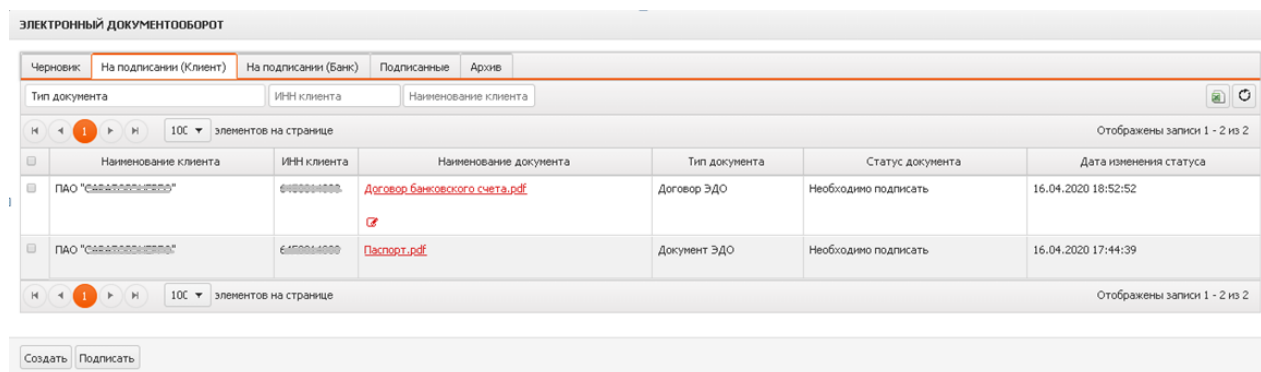 ЭЛЕКТРОННЫЙ ДОКУМЕНТООБОРОТ
Черновик На подписании (Клиент) На подписании (Банк) Подписанные Архив
Тип документа ИНН клиента Наименование клиента
1 100 элементов на странице Отображены записи 1 - 2 из 2
Наименование клиента ИНН клиента Наименование документа Тип документа Статус документа Дата изменения статуса
ПАО Договор банковского счета.pdf Договор ЭДО Необходимо подписать 16.04.2020 18:52:52
ПАО Паспорт.pdf Документ ЭДО Необходимо подписать 16.04.2020 17:44:39
1 100 элементов на странице Отображены записи 1 - 2 из 2
Создать Подписать